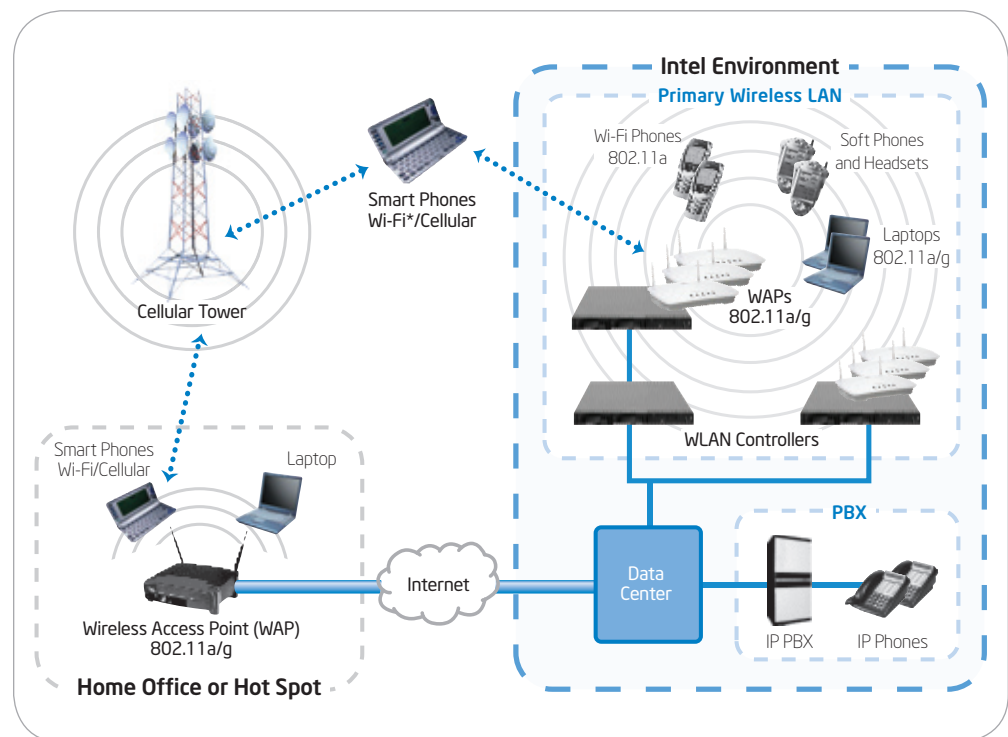 Intel Environment
Primary Wireless LAN
Wi-Fi Phones
802.11a
Soft Phones
and Headsets
Smart Phones
Wi-Fi*/Cellular
Laptops
802.11a/g
Cellular Tower
WAPs
802.11a/g
WLAN Controllers
Smart Phones
Wi-Fi/Cellular
Laptop
PBX
Internet
Data
Center
Wireless Access Point (WAP)
802.11a/g
IP PBX
IP Phones
Home Office or Hot Spot